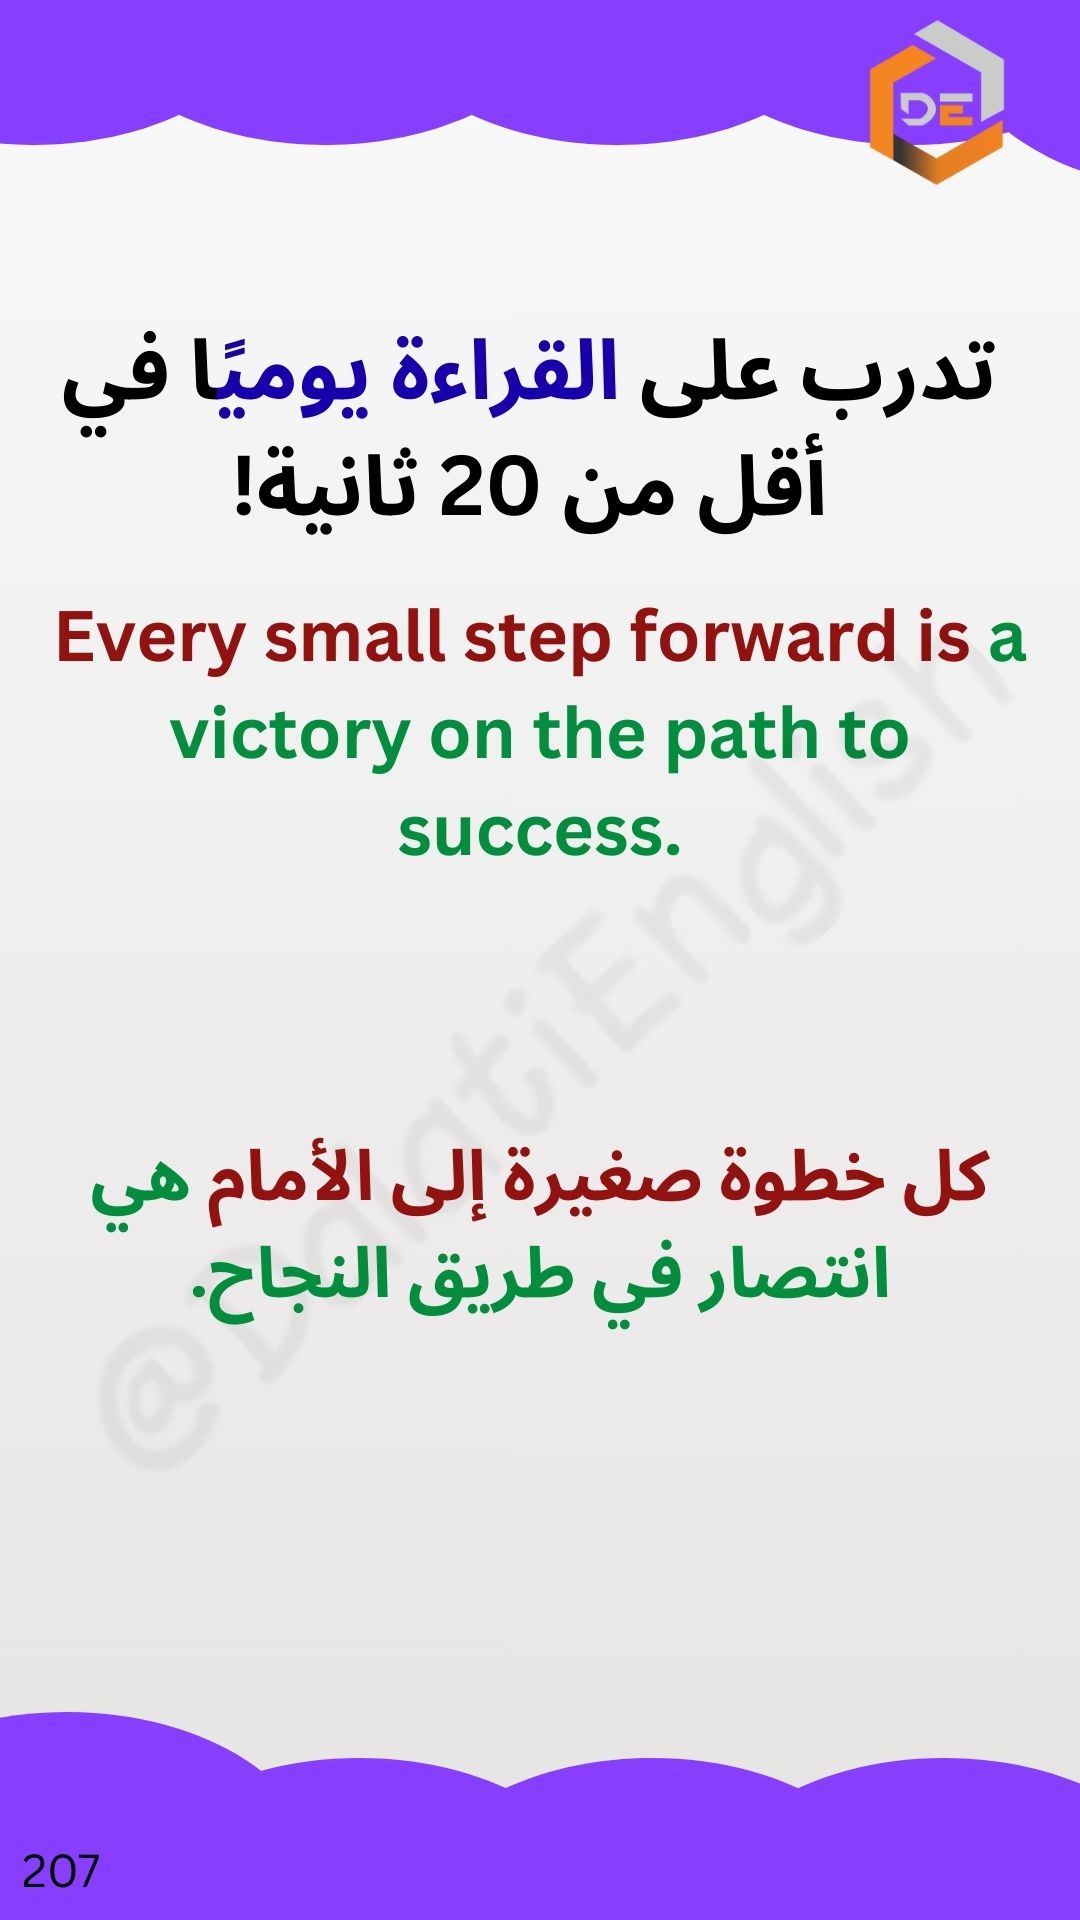 DE
تدرب على القراءة يوميًا في
أقل من 20 ثانية!
Every small step forward is a
victory on the path to
success.
كل خطوة صغيرة إلى الأمام هي
انتصار في طريق النجاح.
@DalatiEnglish
207